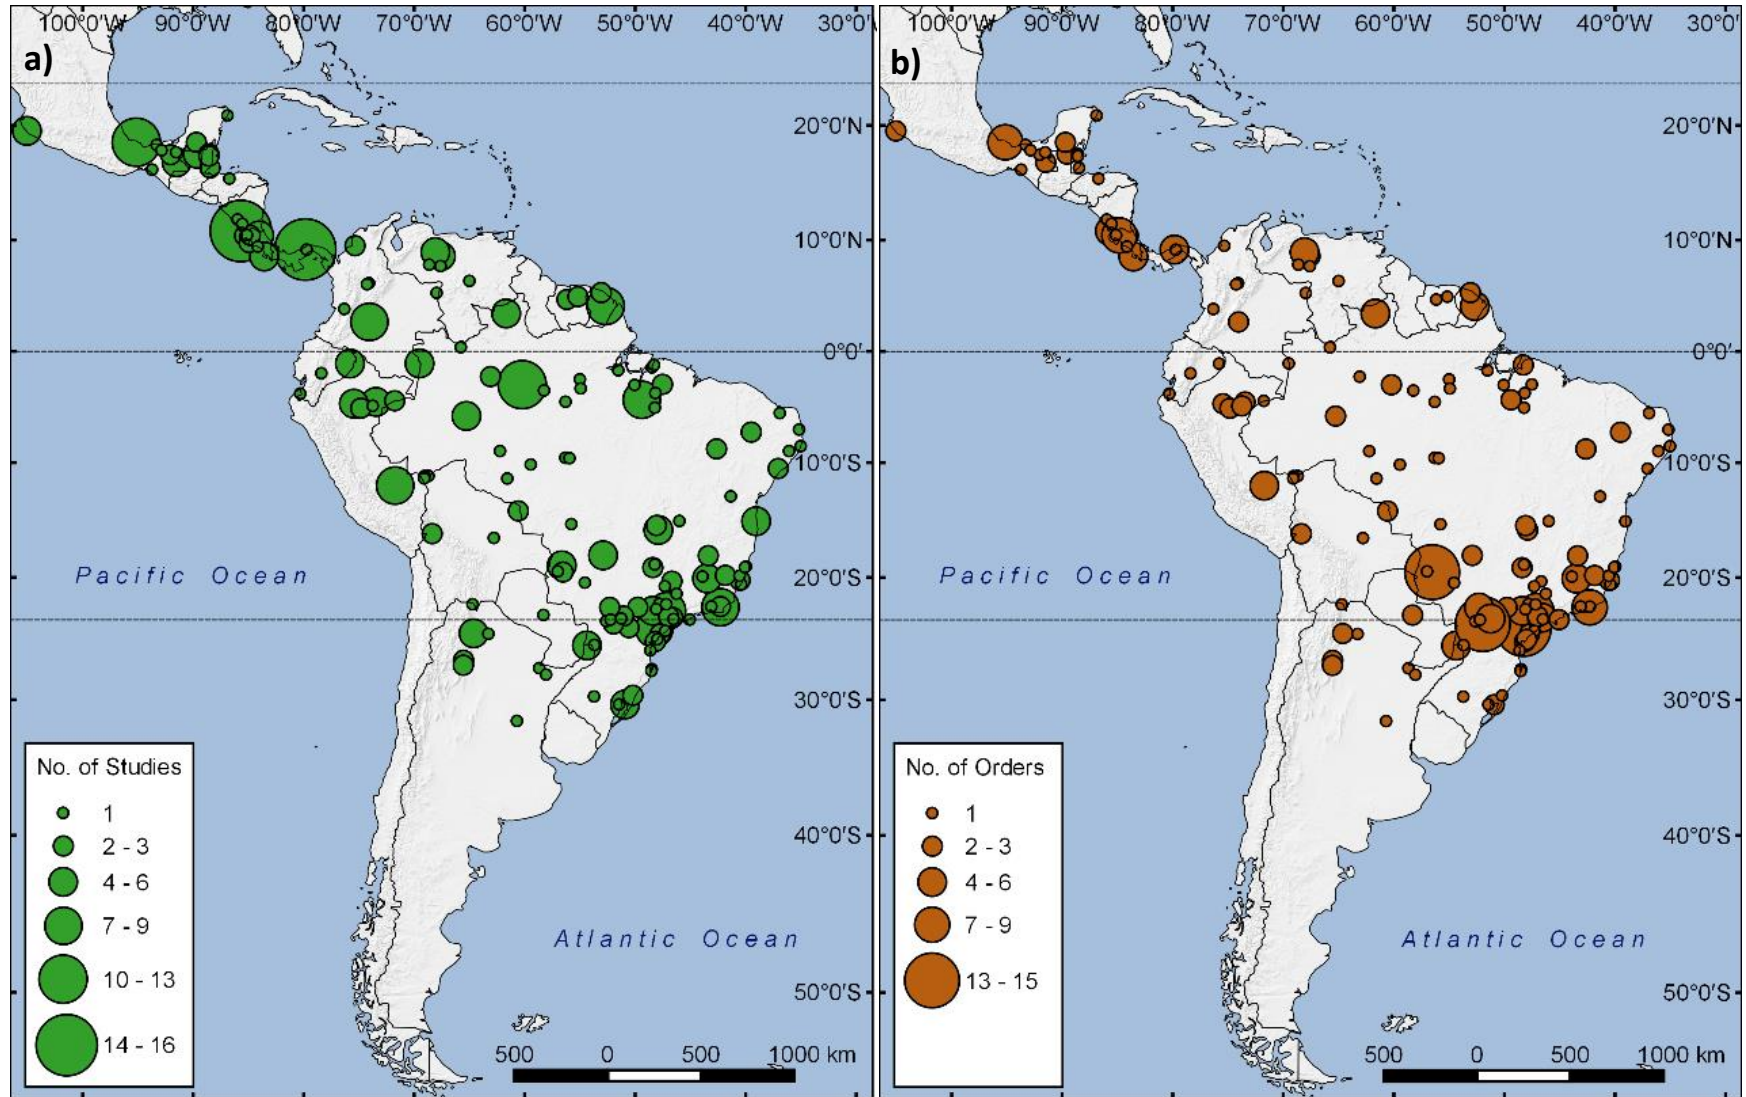 100°0'W 90°0'W 80°0'W 70°0'W 60°0'W 50°0'W 40°0'W 30°0'
a)
20°0'N
10°0'N
0°0'
10°0'S
20°0'S
30°0'S
40°0'S
50°0'S
Pacific Ocean
Atlantic Ocean
No. of Studies
1
2 - 3
4 - 6
7 - 9
10 - 13
14 - 16
500 0 500 1000 km
100°0'W 90°0'W 80°0'W 70°0'W 60°0'W 50°0'W 40°0'W 30°0'
b)
20°0'N
10°0'N
0°0'
10°0'S
20°0'S
30°0'S
40°0'S
50°0'S
Pacific Ocean
Atlantic Ocean
No. of Orders
1
2 - 3
4 - 6
7 - 9
13 - 15
500 0 500 1000 km